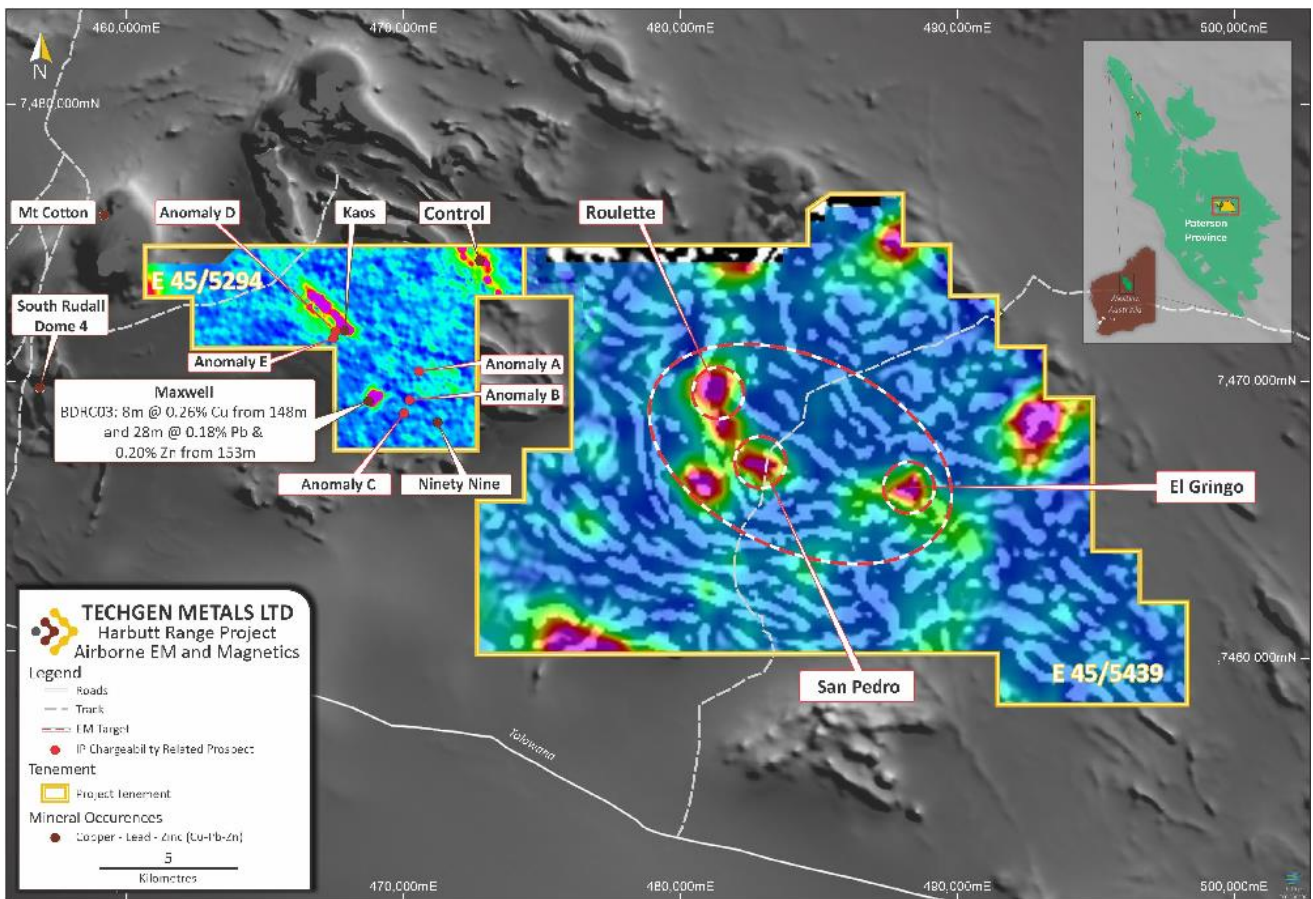 460,000mE
470,000mE
480,000mE
490,000mE
500,000mE
N
7,480,000mN
Mt Cotton
Anomaly D
Kaos
Control
Roulette
Paterson
Province
Australia
E 45/5294
South Rudall
Dome 4
Anomaly E
Anomaly A
7,470,000mN
Maxwell
BDRC03: 8m @ 0.26% Cu from 148m
and 28m @ 0.18% Pb &
0.20% Zn from 153m
Anomaly B
Anomaly C
Ninety Nine
El Gringo
San Pedro
7,460,000mN
E 45/5439
TECHGEN METALS LTD
Harbutt Range Project
Airborne EM and Magnetics
Legend
Roads
Track
EM Target
IP Chargeability Related Prospect
Tenement
Project Tenement
Mineral Occurences
Copper - Lead - Zinc (Cu-Pb-Zn)
5
Kilometres
Talawana
470,000mE
480,000mE
490,000mE
500,000mE